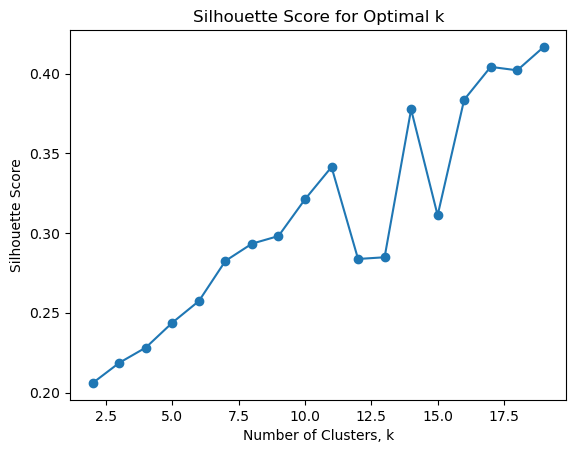 Silhouette Score for Optimal k
0.40
0.35
0.30
0.25
0.20
Silhouette Score
2.5 5.0 7.5 10.0 12.5 15.0 17.5
Number of Clusters, k